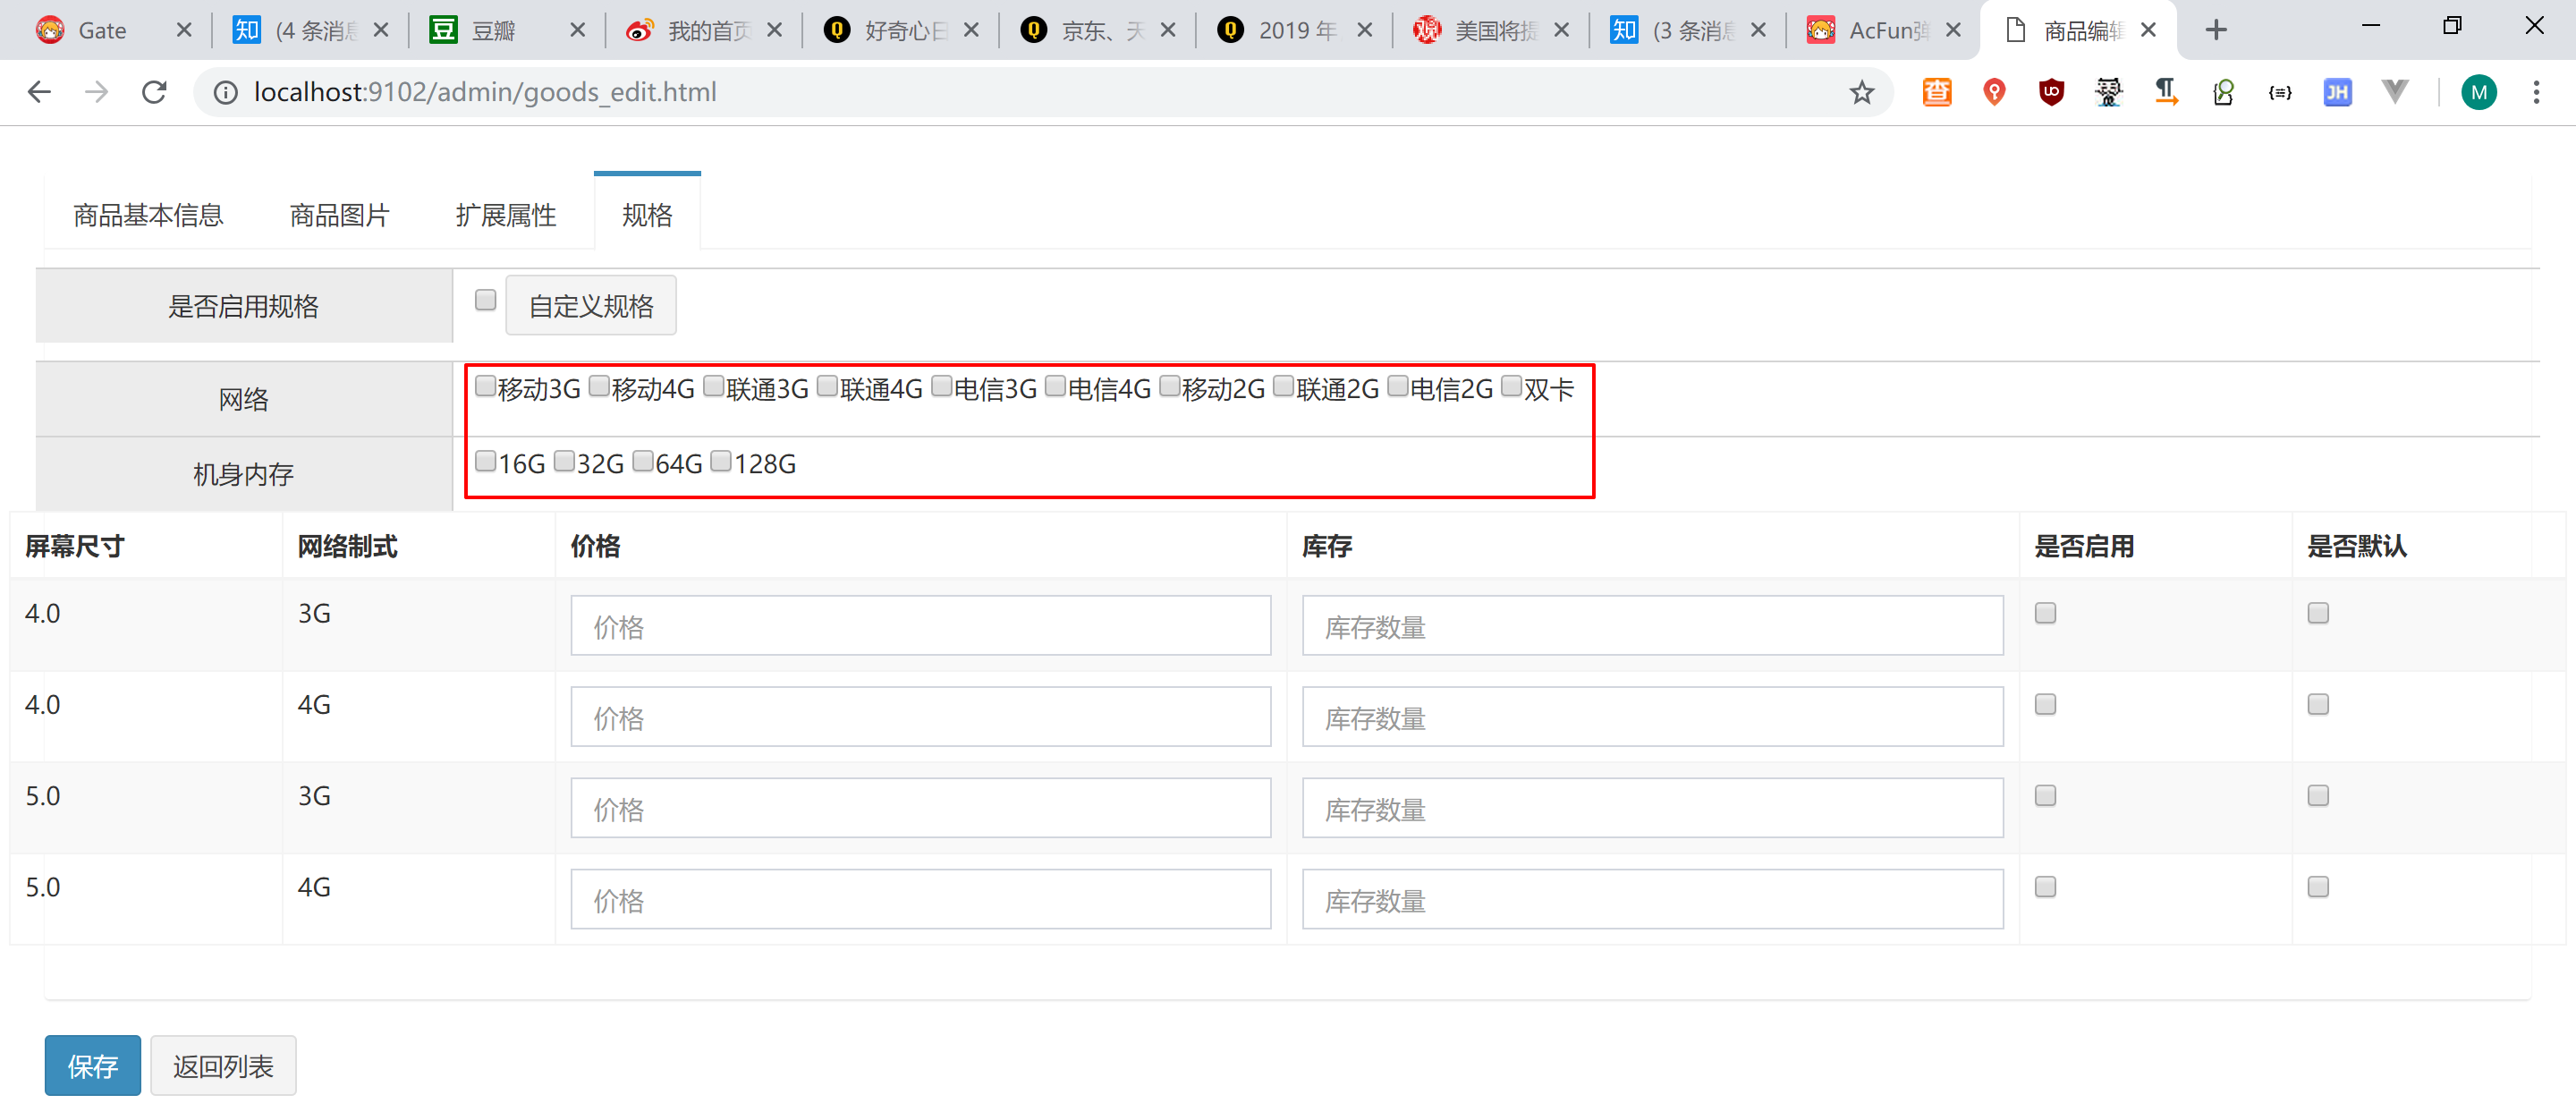 Gate (4 条消息 豆瓣 我的首页 好奇心日 京东、天 2019 年 美国将提 (3 条消息 AcFun弹 商品编辑
localhost:9102/admin/goods_edit.html M
商品基本信息 商品图片 扩展属性 规格
是否启用规格 自定义规格
网络 移动3G 移动4G 联通3G 联通4G 电信3G 电信4G 移动2G 联通2G 电信2G 双卡
机身内存 16G 32G 64G 128G
屏幕尺寸 网络制式 价格 库存 是否启用 是否默认
4.0 3G 价格 库存数量
4.0 4G 价格 库存数量
5.0 3G 价格 库存数量
5.0 4G 价格 库存数量
保存 返回列表